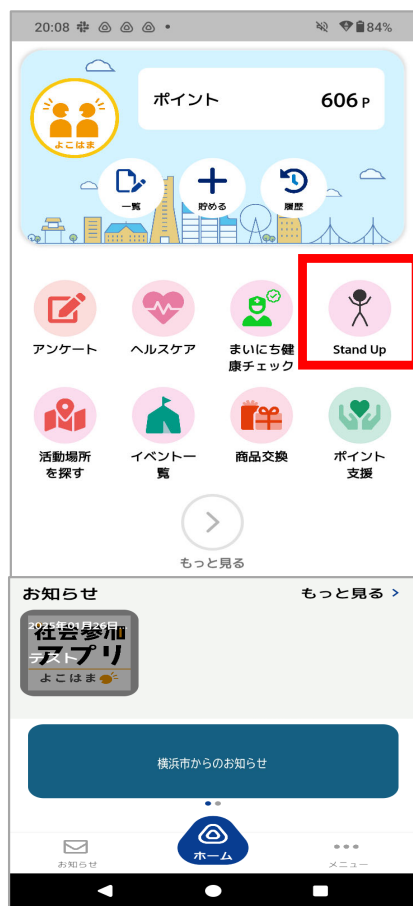 20:08
84%
ポイント 606 P
よこはま
一覧 貯める 履歴
アンケート ヘルスケア まいにち健康チェック Stand Up
活動場所を探す イベント一覧 商品交換 ポイント支援
もっと見る
お知らせ もっと見る >
2025年01月26日
社会参加
アプリ
テスト
よこはま
横浜市からのお知らせ
お知らせ ホーム メニュー